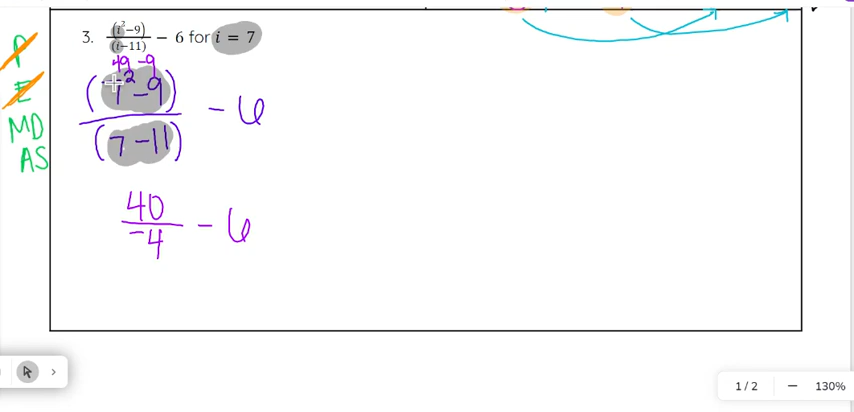 3. (i²-9)/(i-11) - 6 for i = 7
P
E
MD
AS
49 -9
(7² - 9)
(7 - 11)
- 6
40
-4
- 6
1 / 2 − 130%